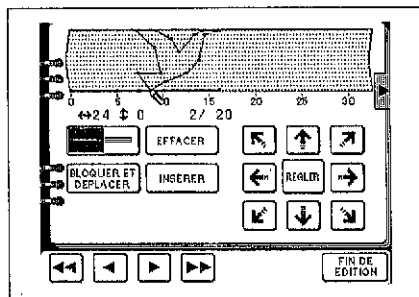 0 5 10 15 20 25 30
↔24 ↕ 0 2/ 20
EFFACER
BLOQUER ET
DEPLACER
INSERER
REGLER
FIN DE
EDITION